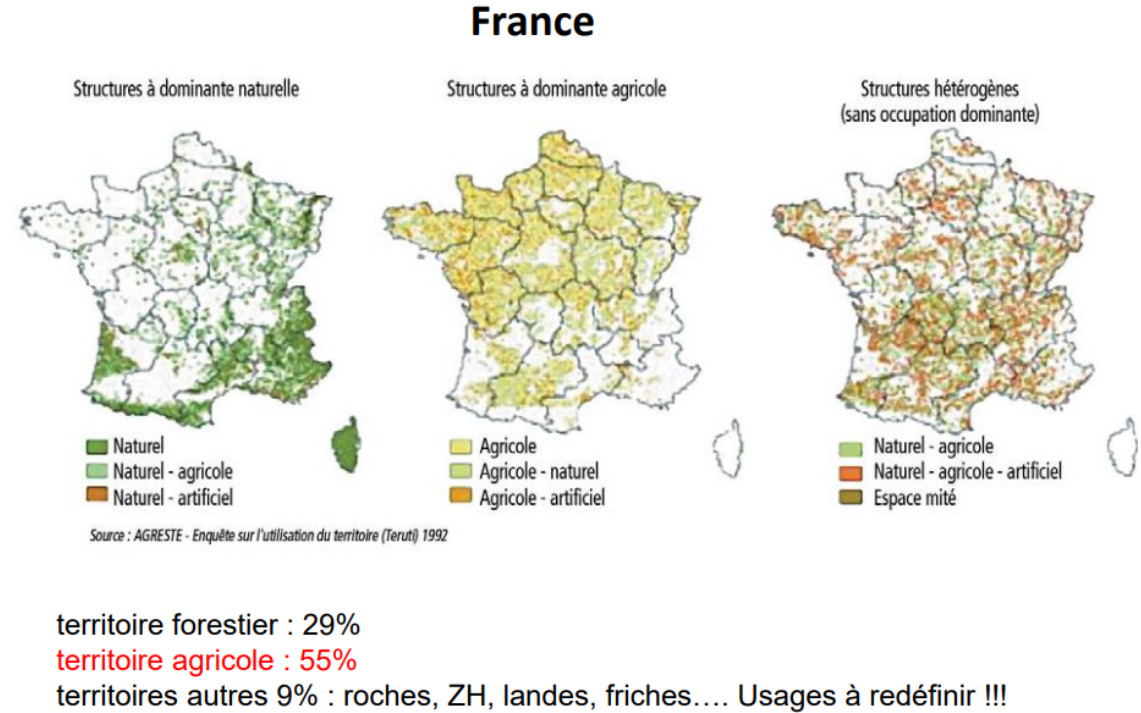 France
Structures à dominante naturelle
Structures à dominante agricole
Structures hétérogènes
(sans occupation dominante)
Naturel
Naturel - agricole
Naturel - artificiel
Agricole
Agricole - naturel
Agricole - artificiel
Naturel - agricole
Naturel - agricole - artificiel
Espace mité
Source : AGRESTE - Enquête sur l'utilisation du territoire (Teruti) 1992
territoire forestier : 29%
territoire agricole : 55%
territoires autres 9% : roches, ZH, landes, friches…. Usages à redéfinir !!!